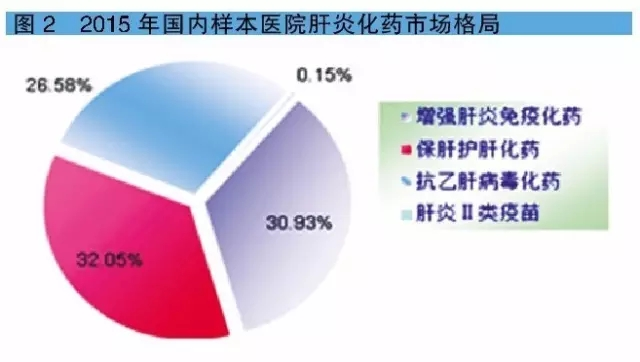 图 2 2015 年国内样本医院肝炎化药市场格局
26.58%
0.15%
30.93%
32.05%
增强肝炎免疫化药
保肝护肝化药
抗乙肝病毒化药
肝炎Ⅱ类疫苗